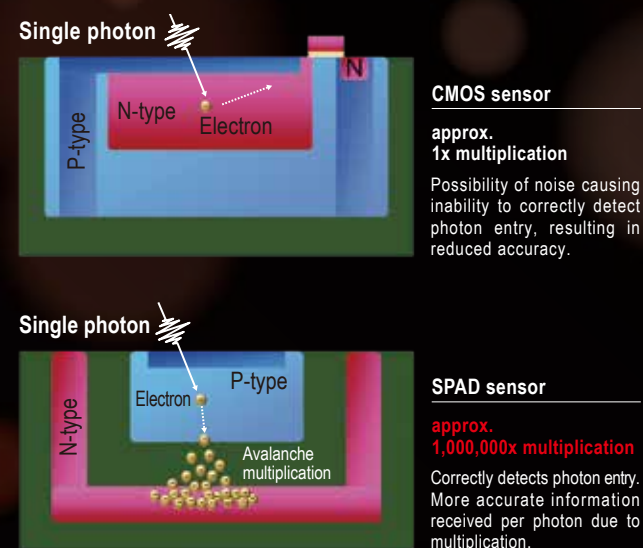 Single photon
N
N-type
Electron
P-type
CMOS sensor
approx.
1x multiplication
Possibility of noise causing
inability to correctly detect
photon entry, resulting in
reduced accuracy.
Single photon
P-type
Electron
N-type
Avalanche
multiplication
SPAD sensor
approx.
1,000,000x multiplication
Correctly detects photon entry.
More accurate information
received per photon due to
multiplication.